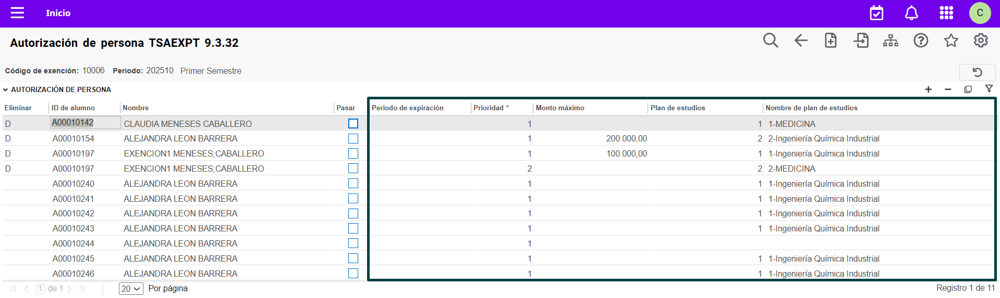 Inicio
C
Autorización de persona TSAEXPT 9.3.32
Código de exención: 10006 Periodo: 202510 Primer Semestre
AUTORIZACIÓN DE PERSONA
Eliminar ID de alumno Nombre Pasar Periodo de expiración Prioridad * Monto máximo Plan de estudios Nombre de plan de estudios
D A00010142 CLAUDIA MENESES CABALLERO 1 1 1-MEDICINA
D A00010154 ALEJANDRA LEON BARRERA 1 200.000,00 2 2-Ingeniería Química Industrial
D A00010197 EXENCION1 MENESES;CABALLERO 1 100.000,00 1 1-Ingeniería Química Industrial
D A00010197 EXENCION1 MENESES;CABALLERO 2 2 2-MEDICINA
A00010240 ALEJANDRA LEON BARRERA 1 1 1-Ingeniería Química Industrial
A00010241 ALEJANDRA LEON BARRERA 1 1 1-Ingeniería Química Industrial
A00010242 ALEJANDRA LEON BARRERA 1 1 1-Ingeniería Química Industrial
A00010243 ALEJANDRA LEON BARRERA 1 1 1-Ingeniería Química Industrial
A00010244 ALEJANDRA LEON BARRERA 1
A00010245 ALEJANDRA LEON BARRERA 1 1 1-Ingeniería Química Industrial
A00010246 ALEJANDRA LEON BARRERA 1 1 1-Ingeniería Química Industrial
1 de 1 20 Por página Registro 1 de 11